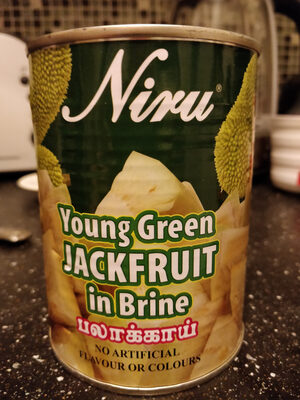 Niru®
Young Green
JACKFRUIT
in Brine
பலாக்காய்
NO ARTIFICIAL
FLAVOUR OR COLOURS